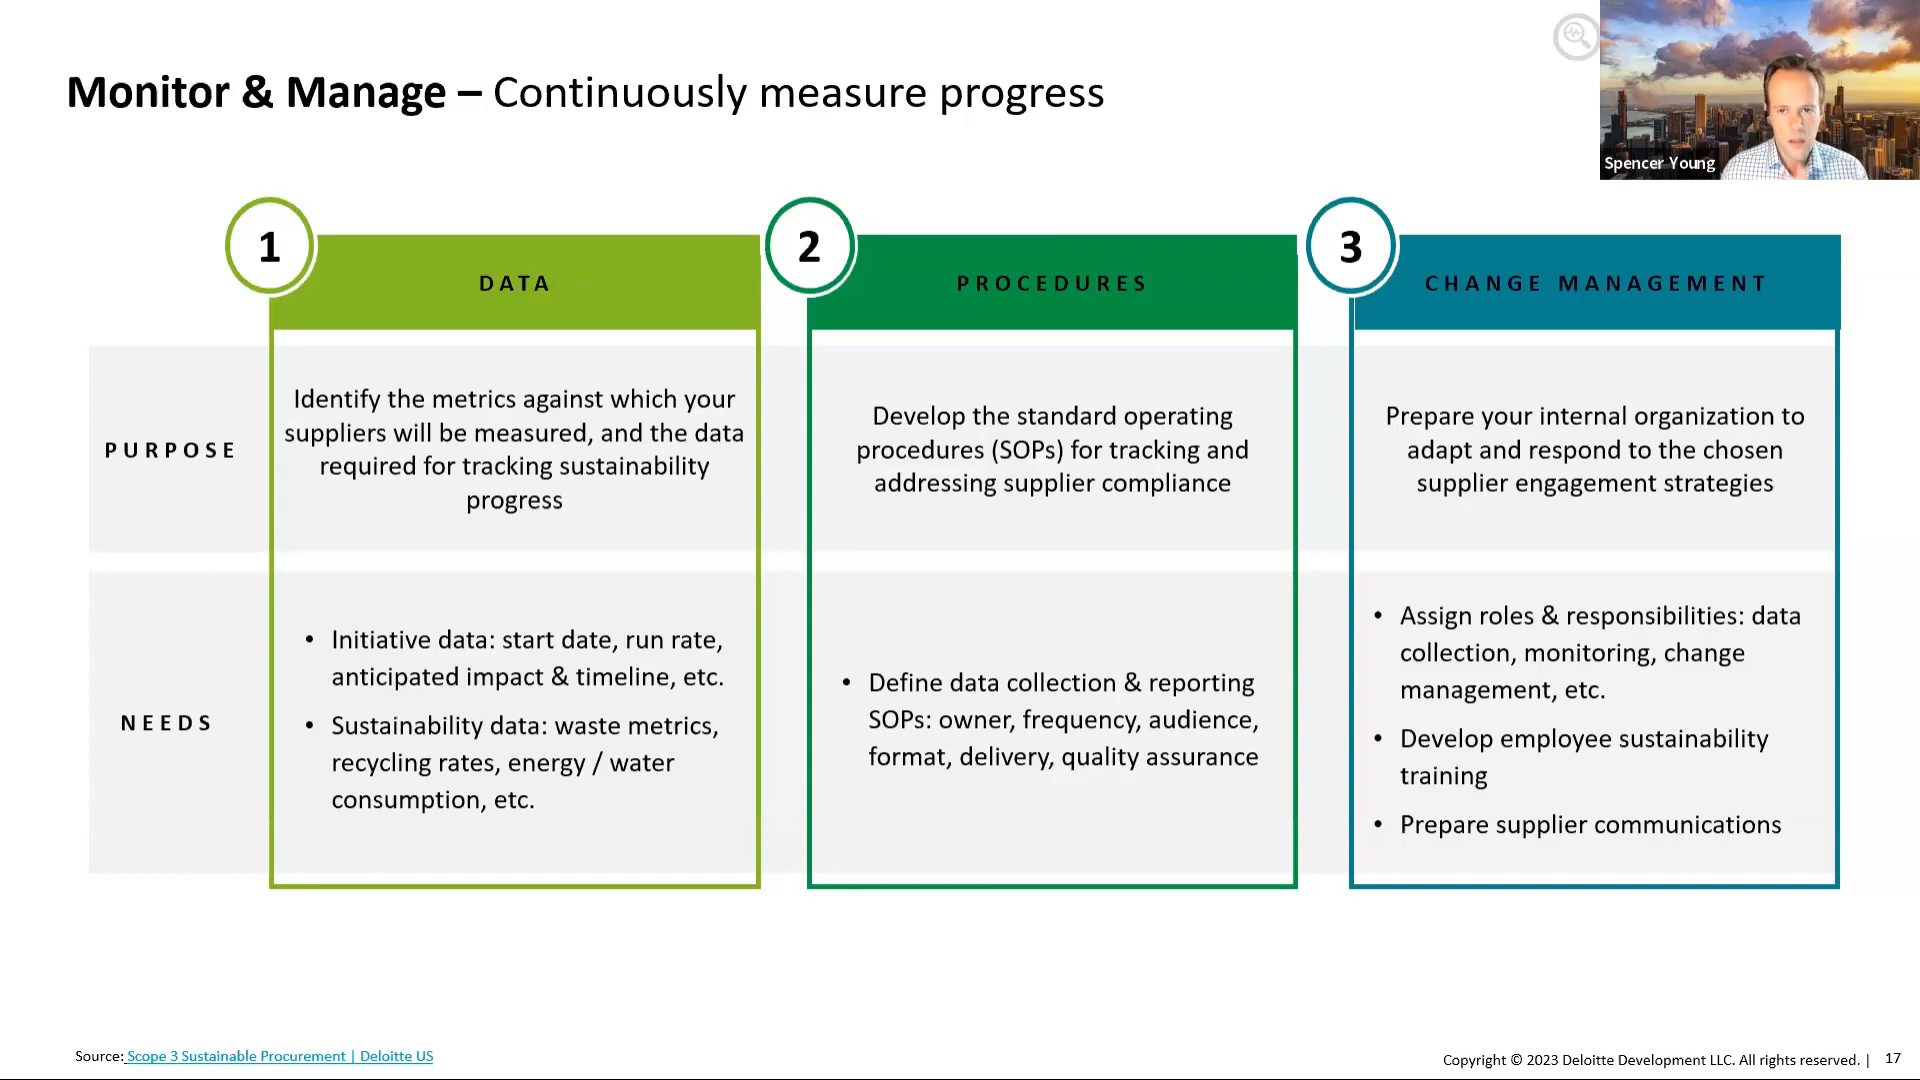 Monitor & Manage – Continuously measure progress
Spencer Young
1
DATA
2
PROCEDURES
3
CHANGE MANAGEMENT
PURPOSE
Identify the metrics against which your
suppliers will be measured, and the data
required for tracking sustainability
progress
Develop the standard operating
procedures (SOPs) for tracking and
addressing supplier compliance
Prepare your internal organization to
adapt and respond to the chosen
supplier engagement strategies
NEEDS
• Initiative data: start date, run rate,
anticipated impact & timeline, etc.
• Sustainability data: waste metrics,
recycling rates, energy / water
consumption, etc.
• Define data collection & reporting
SOPs: owner, frequency, audience,
format, delivery, quality assurance
• Assign roles & responsibilities: data
collection, monitoring, change
management, etc.
• Develop employee sustainability
training
• Prepare supplier communications
Source: Scope 3 Sustainable Procurement | Deloitte US
Copyright © 2023 Deloitte Development LLC. All rights reserved. | 17